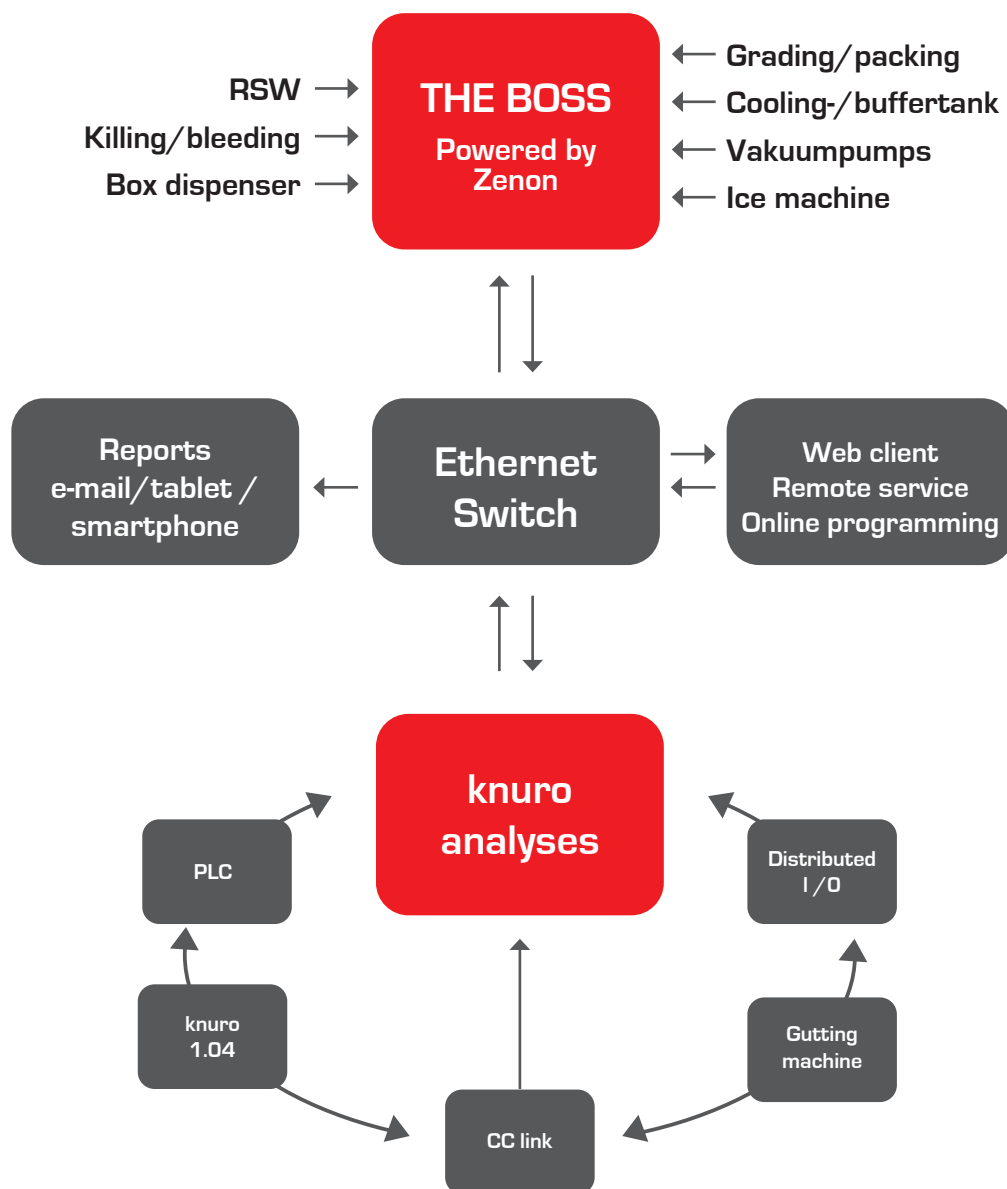 RSW
Killing/bleeding
Box dispenser
THE BOSS
Powered by
Zenon
Grading/packing
Cooling-/buffertank
Vakuumpumps
Ice machine
Reports
e-mail/tablet /
smartphone
Ethernet
Switch
Web client
Remote service
Online programming
knuro
analyses
PLC
Distributed
I/O
knuro
1.04
Gutting
machine
CC link